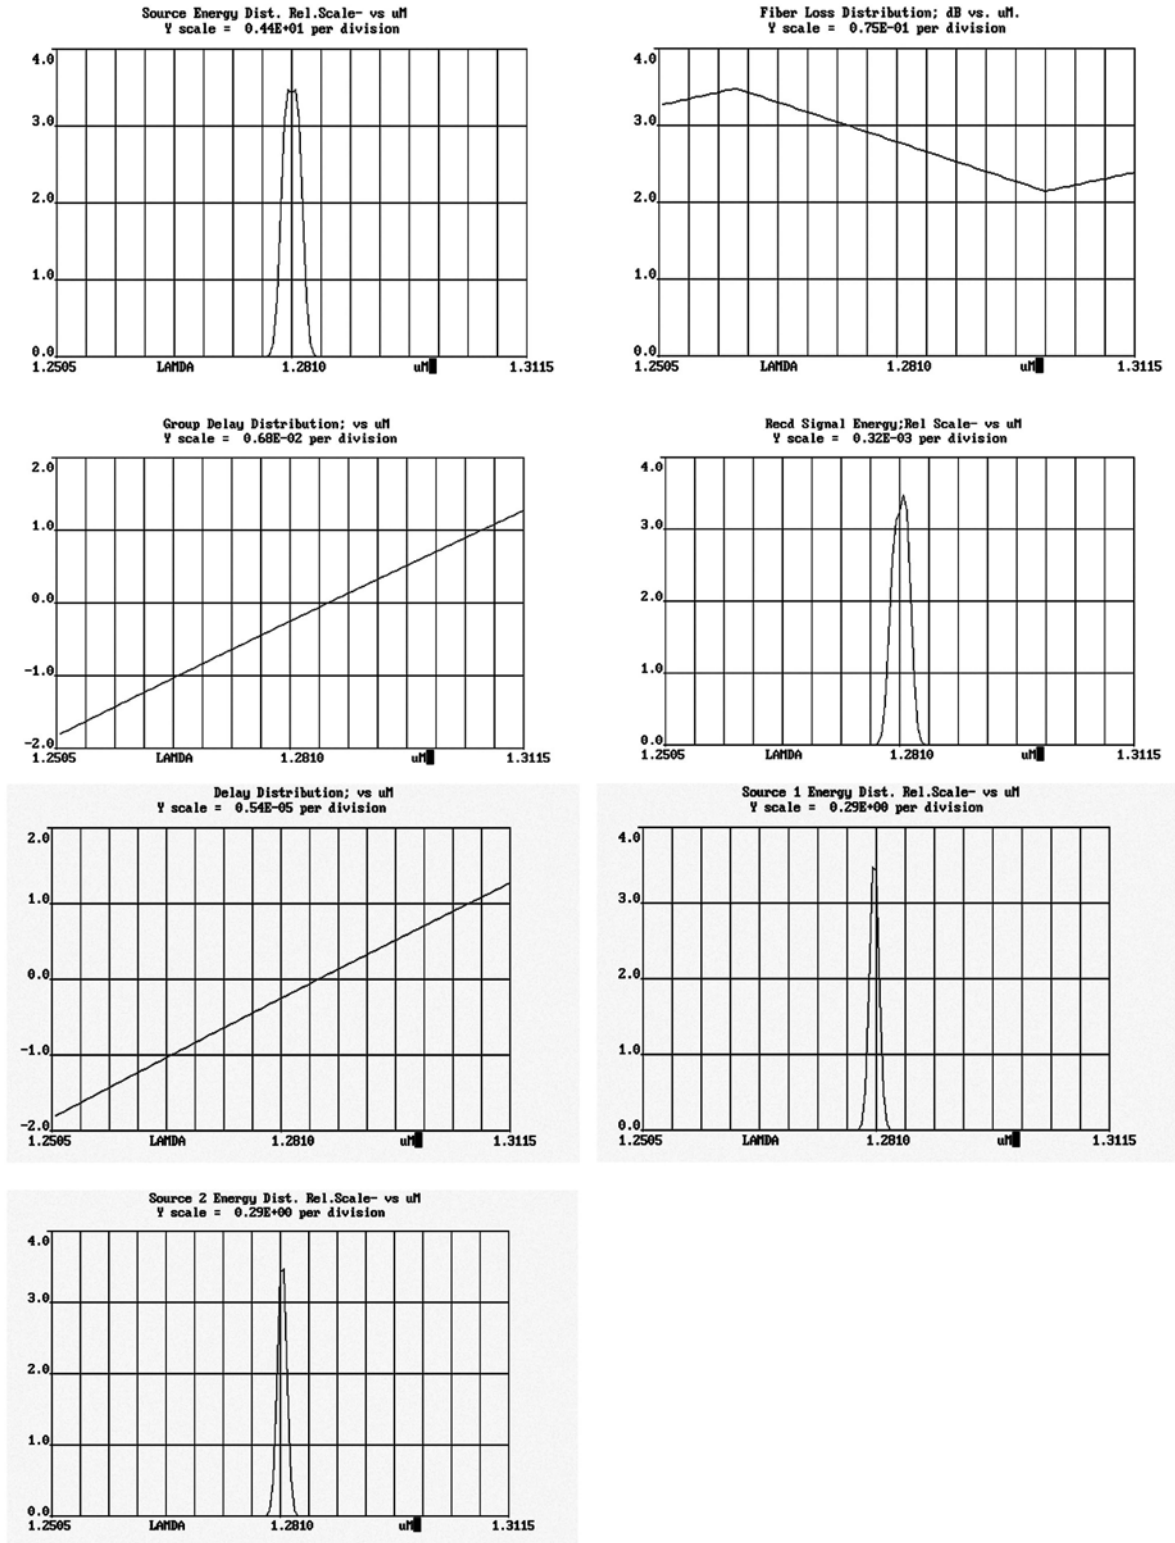 Source Energy Dist. Rel.Scale- vs uM
Y scale = 0.44E+01 per division
4.0
3.0
2.0
1.0
0.0
1.2505 LAMDA 1.2810 uM 1.3115
Fiber Loss Distribution; dB vs. uM.
Y scale = 0.75E-01 per division
4.0
3.0
2.0
1.0
0.0
1.2505 LAMDA 1.2810 uM 1.3115
Group Delay Distribution; vs uM
Y scale = 0.68E-02 per division
2.0
1.0
0.0
-1.0
-2.0
1.2505 LAMDA 1.2810 uM 1.3115
Recd Signal Energy;Rel Scale- vs uM
Y scale = 0.32E-03 per division
4.0
3.0
2.0
1.0
0.0
1.2505 LAMDA 1.2810 uM 1.3115
Delay Distribution; vs uM
Y scale = 0.54E-05 per division
2.0
1.0
0.0
-1.0
-2.0
1.2505 LAMDA 1.2810 uM 1.3115
Source 1 Energy Dist. Rel.Scale- vs uM
Y scale = 0.29E+00 per division
4.0
3.0
2.0
1.0
0.0
1.2505 LAMDA 1.2810 uM 1.3115
Source 2 Energy Dist. Rel.Scale- vs uM
Y scale = 0.29E+00 per division
4.0
3.0
2.0
1.0
0.0
1.2505 LAMDA 1.2810 uM 1.3115